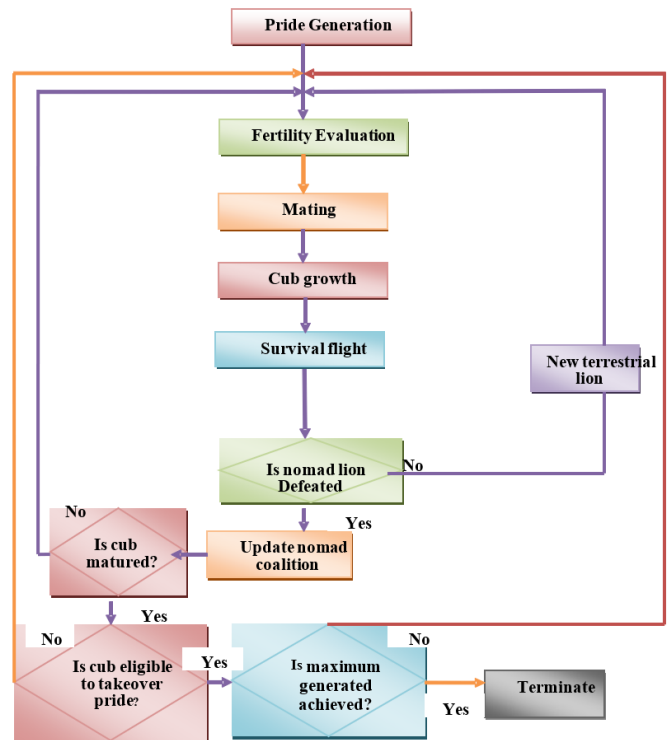 Pride Generation
Fertility Evaluation
Mating
Cub growth
Survival flight
New terrestrial
lion
Is nomad lion
Defeated
No
Yes
Update nomad
coalition
No
Is cub
matured?
Yes
No
Is cub eligible
to takeover
pride?
Yes
No
Is maximum
generated
achieved?
Yes
Terminate